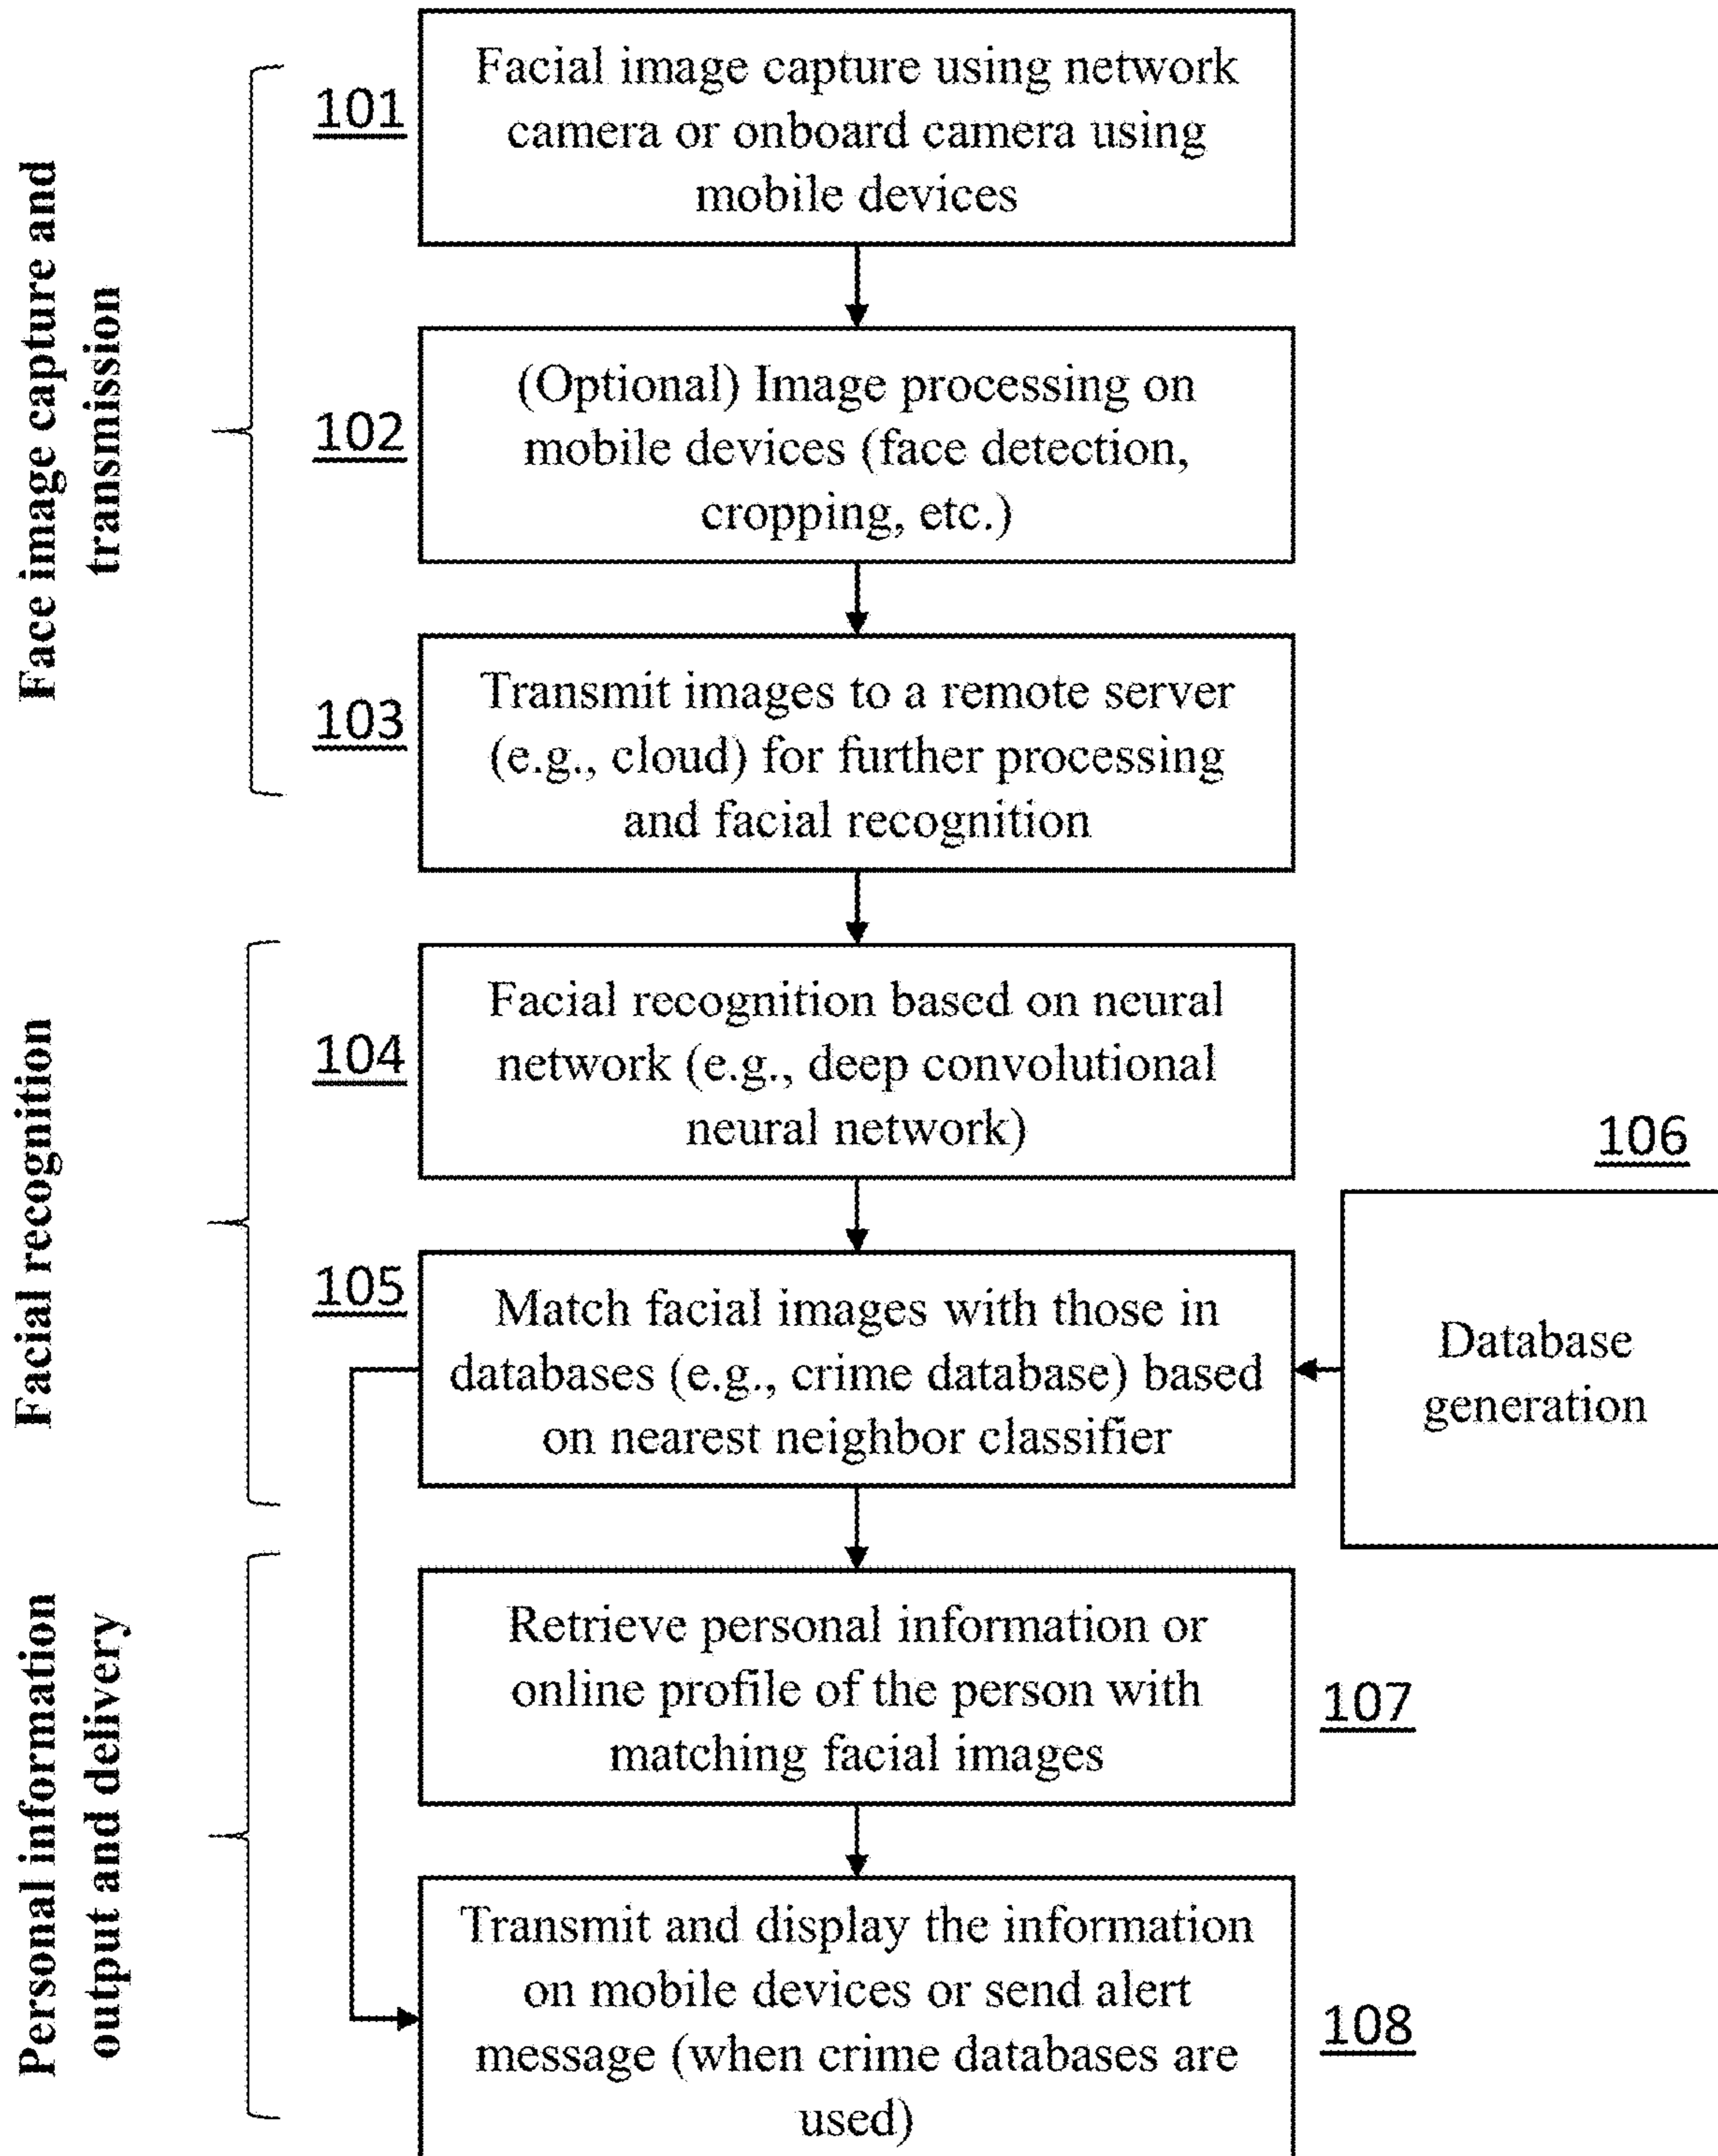 Face image capture and
transmission
101
Facial image capture using network
camera or onboard camera using
mobile devices
102
(Optional) Image processing on
mobile devices (face detection,
cropping, etc.)
103
Transmit images to a remote server
(e.g., cloud) for further processing
and facial recognition
Facial recognition
104
Facial recognition based on neural
network (e.g., deep convolutional
neural network)
105
Match facial images with those in
databases (e.g., crime database) based
on nearest neighbor classifier
106
Database
generation
Personal information
output and delivery
Retrieve personal information or
online profile of the person with
matching facial images
107
Transmit and display the information
on mobile devices or send alert
message (when crime databases are
used)
108